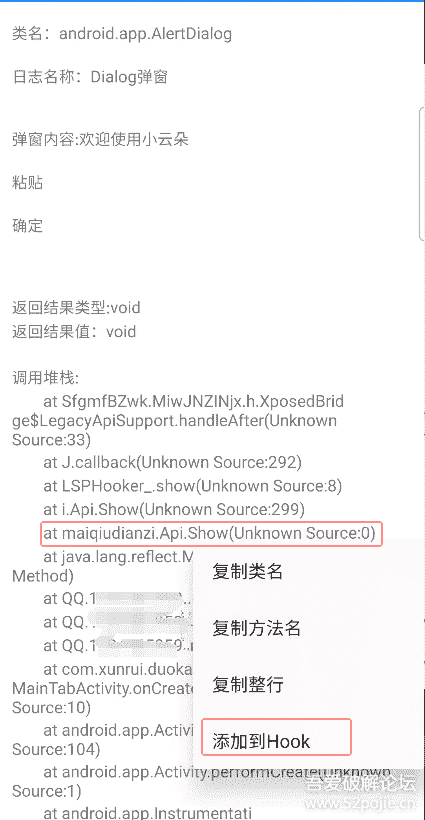 类名：android.app.AlertDialog
日志名称：Dialog弹窗
弹窗内容:欢迎使用小云朵
粘贴
确定
返回结果类型:void
返回结果值：void
调用堆栈:
at SfgmfBZwk.MiwJNZINjx.h.XposedBrid
ge$LegacyApiSupport.handleAfter(Unknown
Source:33)
at J.callback(Unknown Source:292)
at LSPHooker_.show(Unknown Source:8)
at i.Api.Show(Unknown Source:299)
at maiqiudianzi.Api.Show(Unknown Source:0)
at java.lang.reflect.M
Method)
复制类名
at QQ.1
at QQ.
复制方法名
at QQ.1
at com.xunrui.duoka
MainTabActivity.onCreat
复制整行
Source:10)
at android.app.Activi
Source:104)
添加到Hook
at android.app.Activity.performCreate(Unknown
Source:1)
at android.app.Instrumentati
吾爱破解论坛
www.52pojie.cn